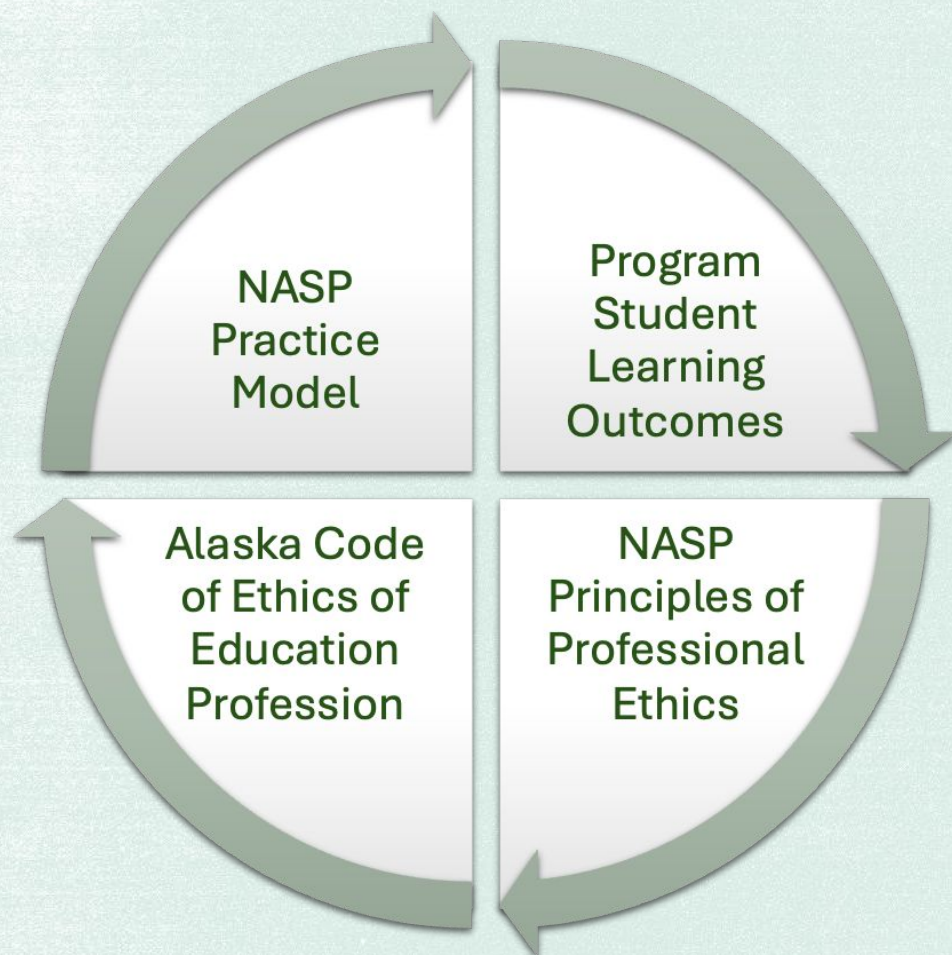 NASP
Practice
Model
Program
Student
Learning
Outcomes
Alaska Code
of Ethics of
Education
Profession
NASP
Principles of
Professional
Ethics